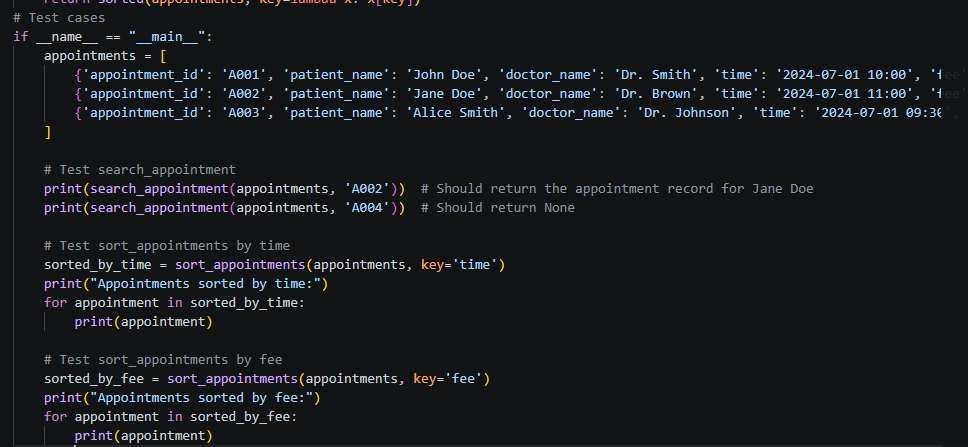 return sorted(appointments, key=lambda x: x[key])
# Test cases
if __name__ == "__main__":
    appointments = [
        {'appointment_id': 'A001', 'patient_name': 'John Doe', 'doctor_name': 'Dr. Smith', 'time': '2024-07-01 10:00', 'fee'
        {'appointment_id': 'A002', 'patient_name': 'Jane Doe', 'doctor_name': 'Dr. Brown', 'time': '2024-07-01 11:00', 'fee'
        {'appointment_id': 'A003', 'patient_name': 'Alice Smith', 'doctor_name': 'Dr. Johnson', 'time': '2024-07-01 09:30',
    ]
    # Test search_appointment
    print(search_appointment(appointments, 'A002'))  # Should return the appointment record for Jane Doe
    print(search_appointment(appointments, 'A004'))  # Should return None
    # Test sort_appointments by time
    sorted_by_time = sort_appointments(appointments, key='time')
    print("Appointments sorted by time:")
    for appointment in sorted_by_time:
        print(appointment)
    # Test sort_appointments by fee
    sorted_by_fee = sort_appointments(appointments, key='fee')
    print("Appointments sorted by fee:")
    for appointment in sorted_by_fee:
        print(appointment)